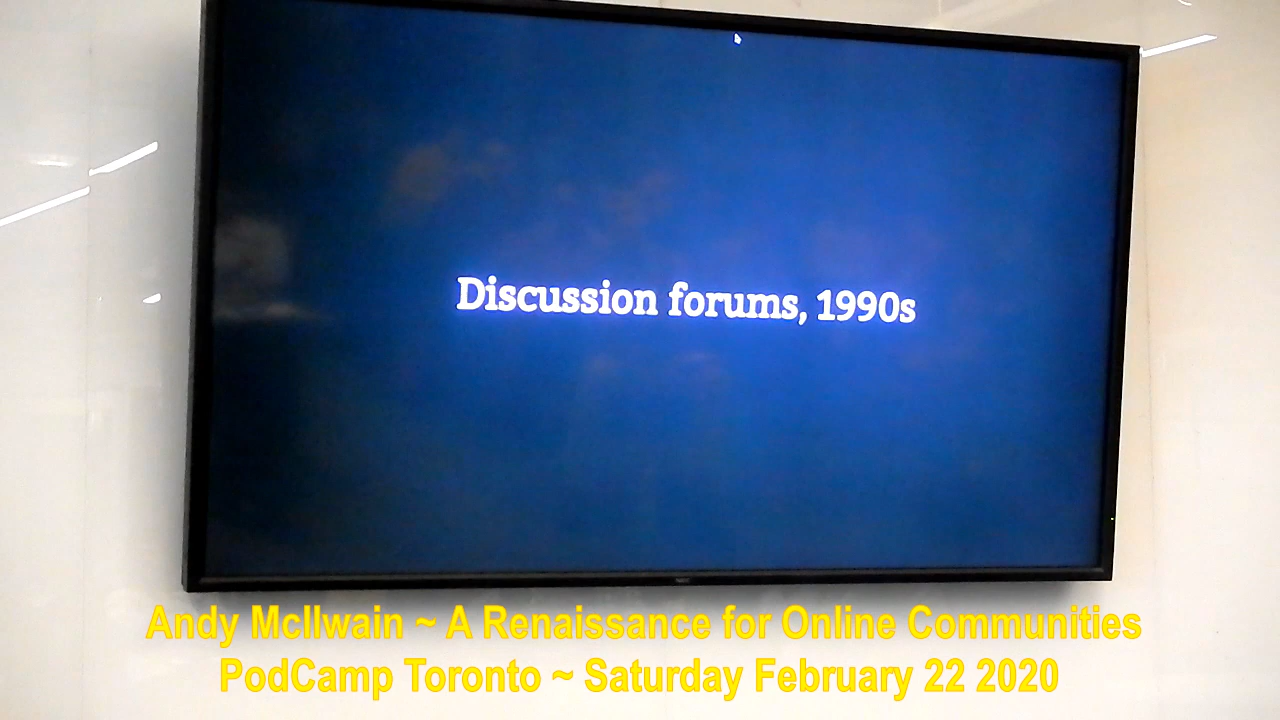 Discussion forums, 1990s
Andy McIlwain ~ A Renaissance for Online Communities
PodCamp Toronto ~ Saturday February 22 2020